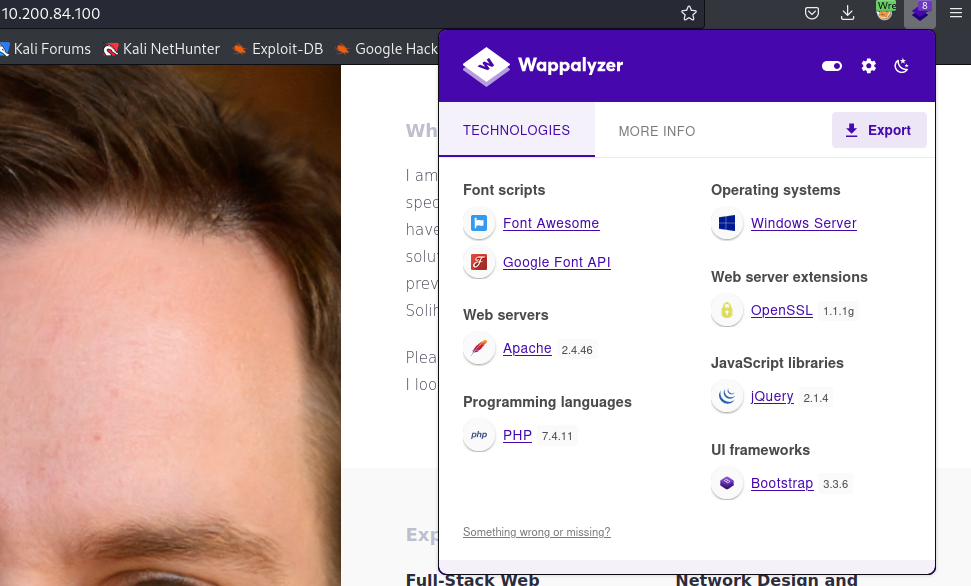 10.200.84.100
Wre
8
Kali Forums Kali NetHunter Exploit-DB Google Hack
Wappalyzer
TECHNOLOGIES MORE INFO Export
Font scripts
Font Awesome
Google Font API
Web servers
Apache 2.4.46
Programming languages
php PHP 7.4.11
Operating systems
Windows Server
Web server extensions
OpenSSL 1.1.1g
JavaScript libraries
jQuery 2.1.4
UI frameworks
Bootstrap 3.3.6
Something wrong or missing?
Wh
I am
spec
have
solu
prev
Solih
Plea
I loo
Exp
Full-Stack Web Network Design and